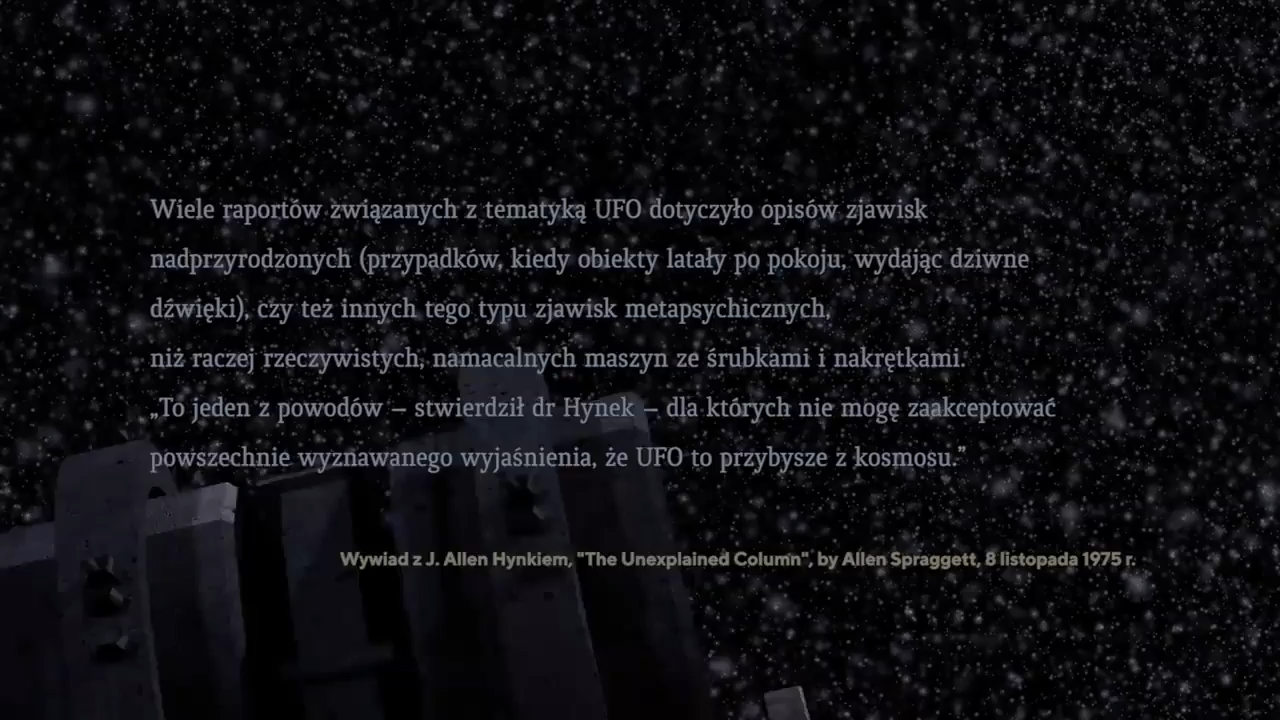 Wiele raportów związanych z tematyką UFO dotyczyło opisów zjawisk
nadprzyrodzonych (przypadków, kiedy obiekty latały po pokoju, wydając dziwne
dźwięki), czy też innych tego typu zjawisk metapsychicznych,
niż raczej rzeczywistych, namacalnych maszyn ze śrubkami i nakrętkami.
„To jeden z powodów – stwierdził dr Hynek – dla których nie mogę zaakceptować
powszechnie wyznawanego wyjaśnienia, że UFO to przybysze z kosmosu.”
Wywiad z J. Allen Hynkiem, "The Unexplained Column", by Allen Spraggett, 8 listopada 1975 r.